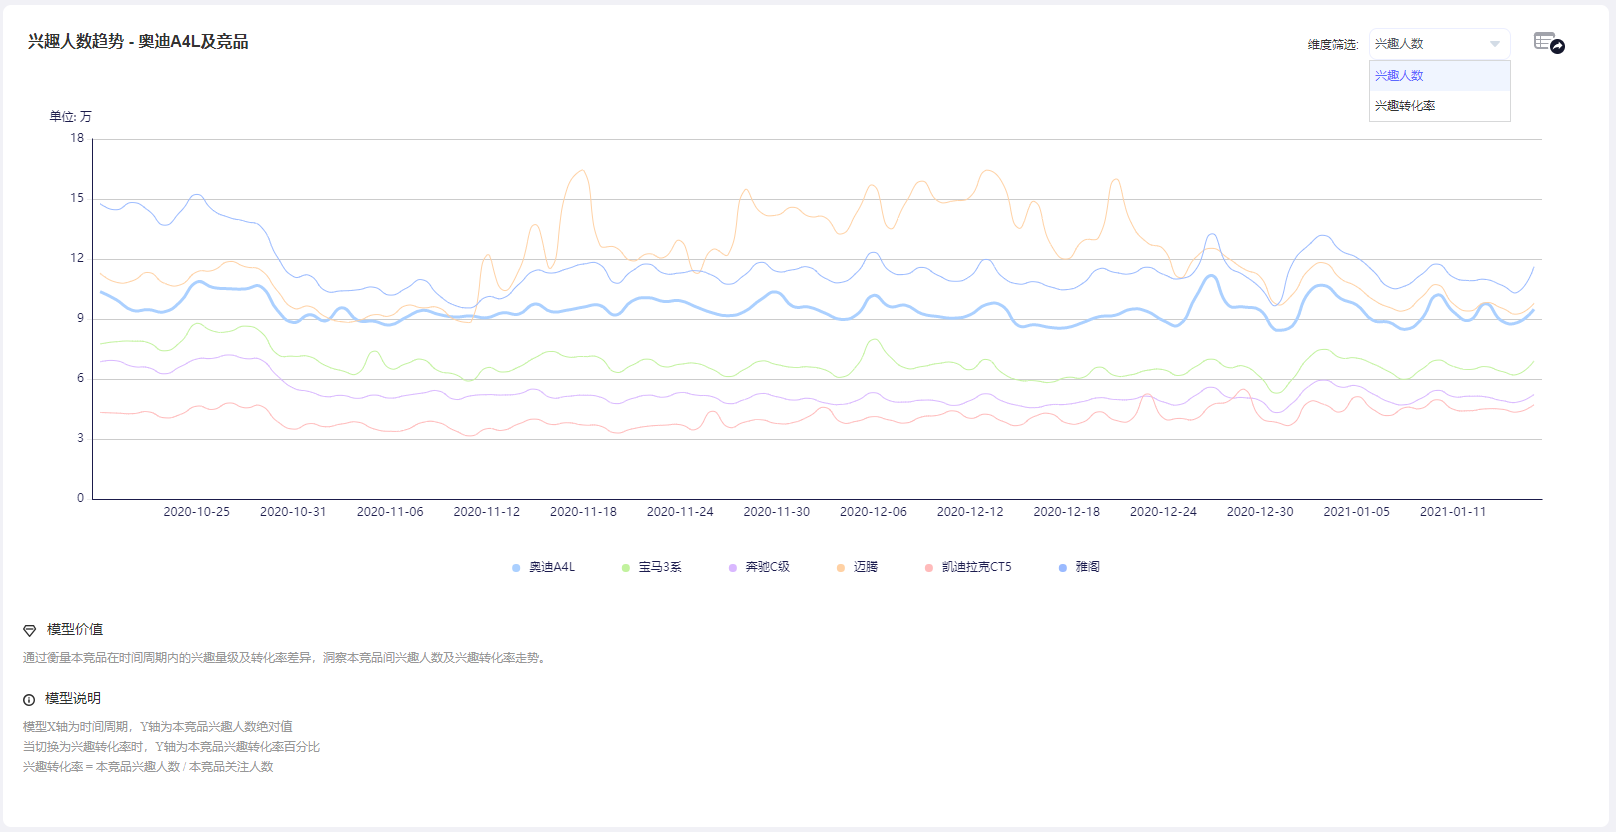 兴趣人数趋势 - 奥迪A4L及竞品
维度筛选:
兴趣人数
兴趣人数
兴趣转化率
单位: 万
18
15
12
9
6
3
0
2020-10-25 2020-10-31 2020-11-06 2020-11-12 2020-11-18 2020-11-24 2020-11-30 2020-12-06 2020-12-12 2020-12-18 2020-12-24 2020-12-30 2021-01-05 2021-01-11
奥迪A4L 宝马3系 奔驰C级 迈腾 凯迪拉克CT5 雅阁
模型价值
通过衡量本竞品在时间周期内的兴趣量级及转化率差异，洞察本竞品间兴趣人数及兴趣转化率走势。
模型说明
模型X轴为时间周期，Y轴为本竞品兴趣人数绝对值
当切换为兴趣转化率时，Y轴为本竞品兴趣转化率百分比
兴趣转化率 = 本竞品兴趣人数 / 本竞品关注人数